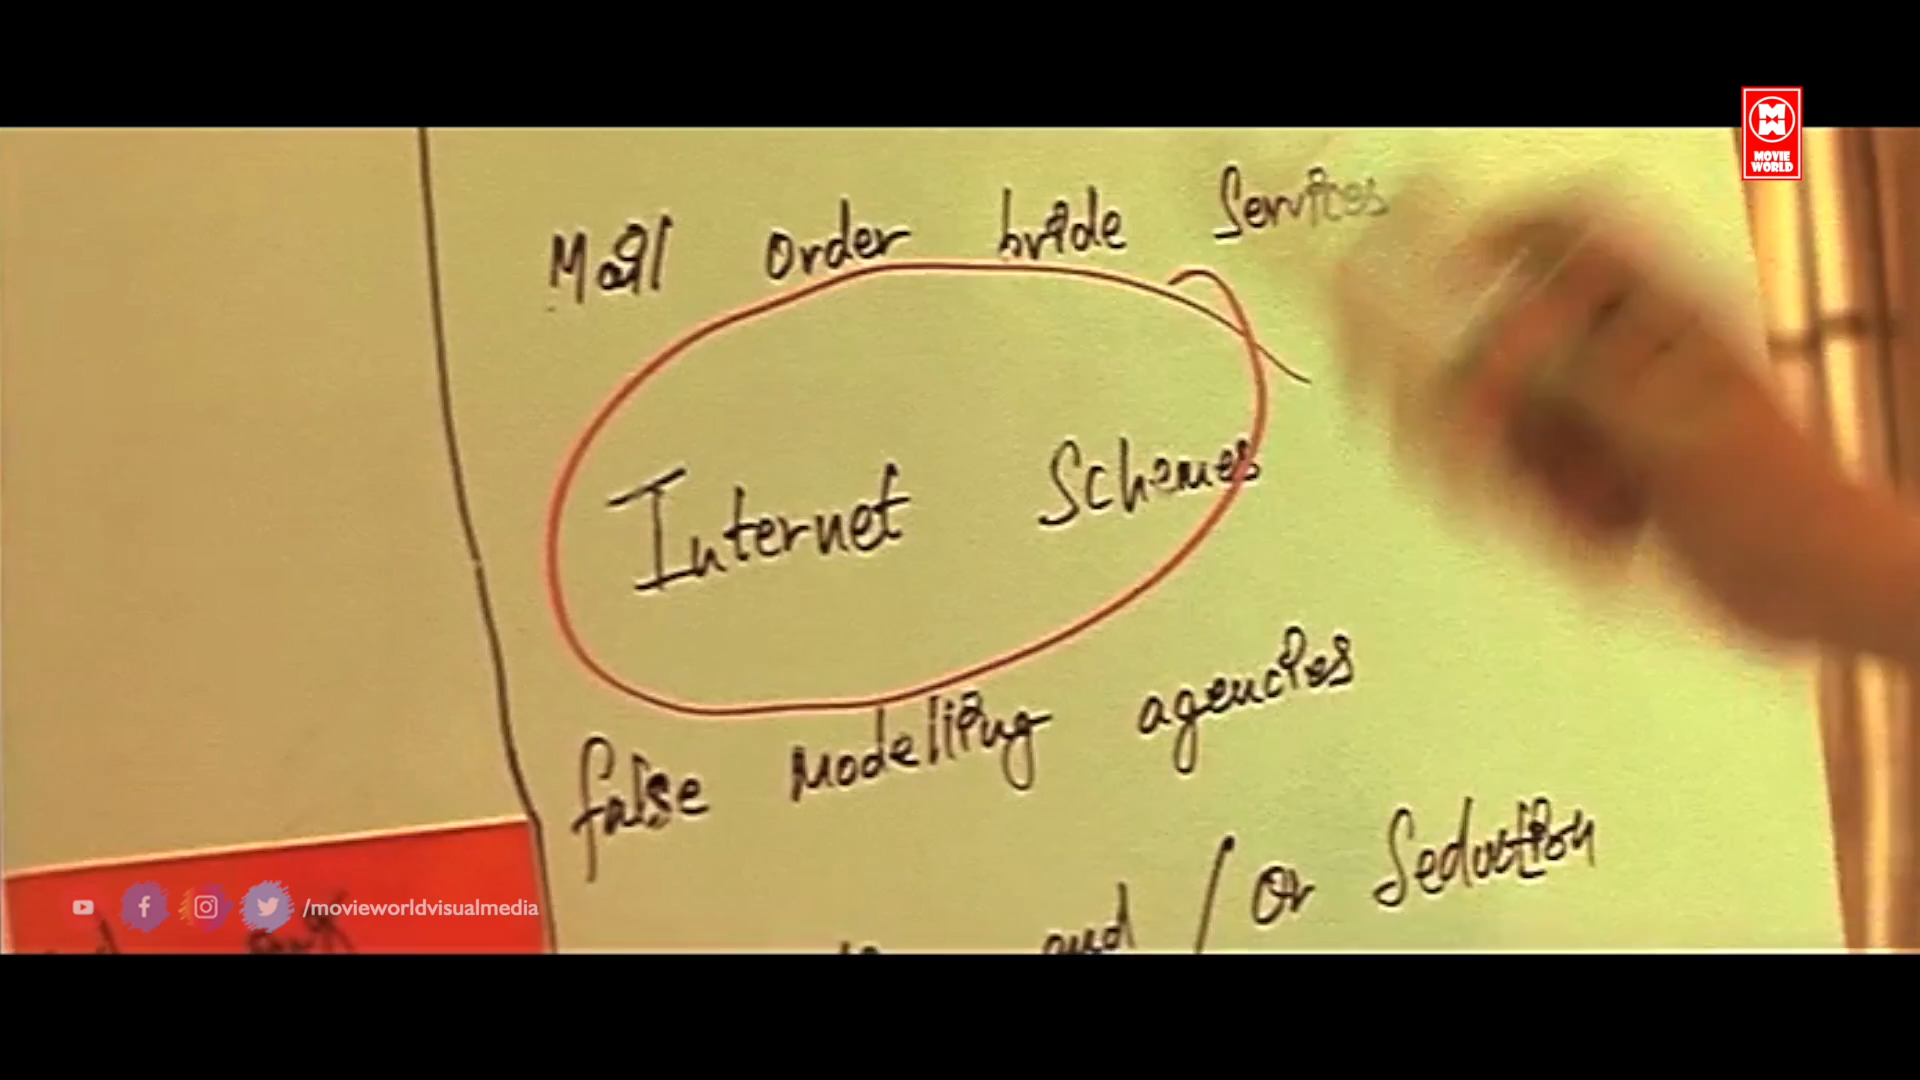 MOVIE
WORLD
Mail order bride Services
Internet Schemes
false modelling agencies
and / or Seduction
/movieworldvisualmedia